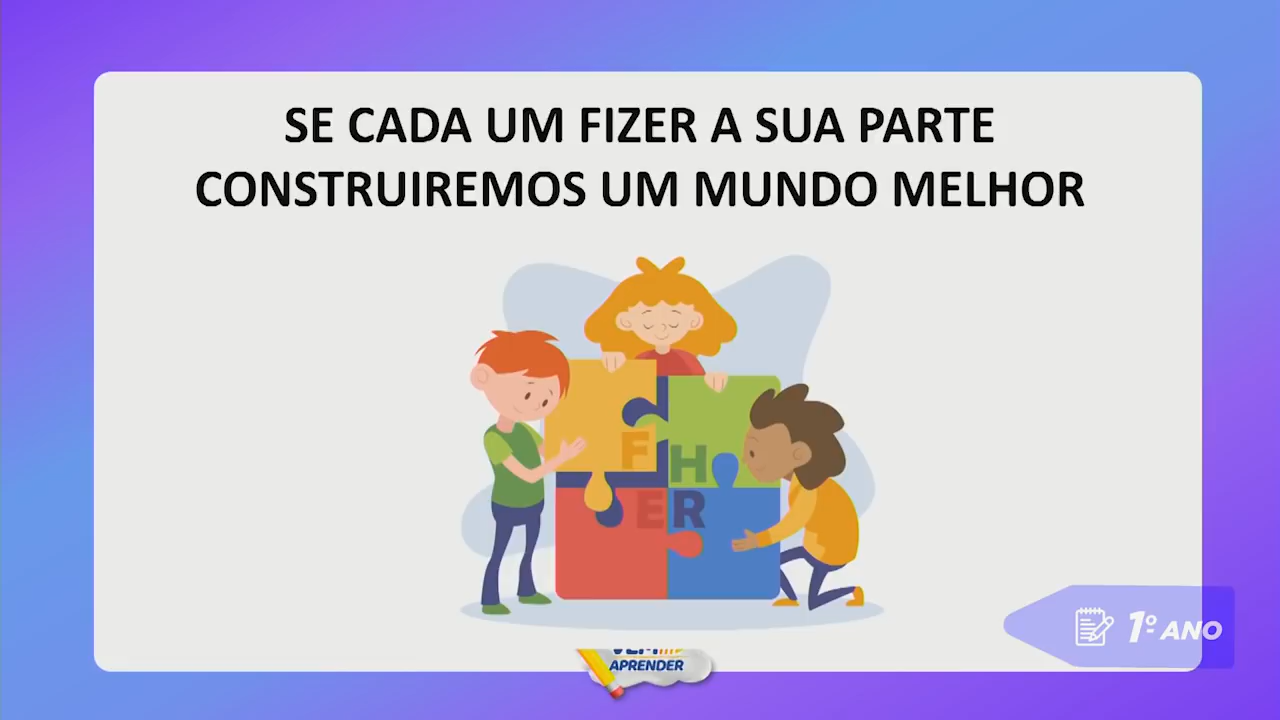 SE CADA UM FIZER A SUA PARTE
CONSTRUIREMOS UM MUNDO MELHOR
F H
E R
1º ANO
APRENDER